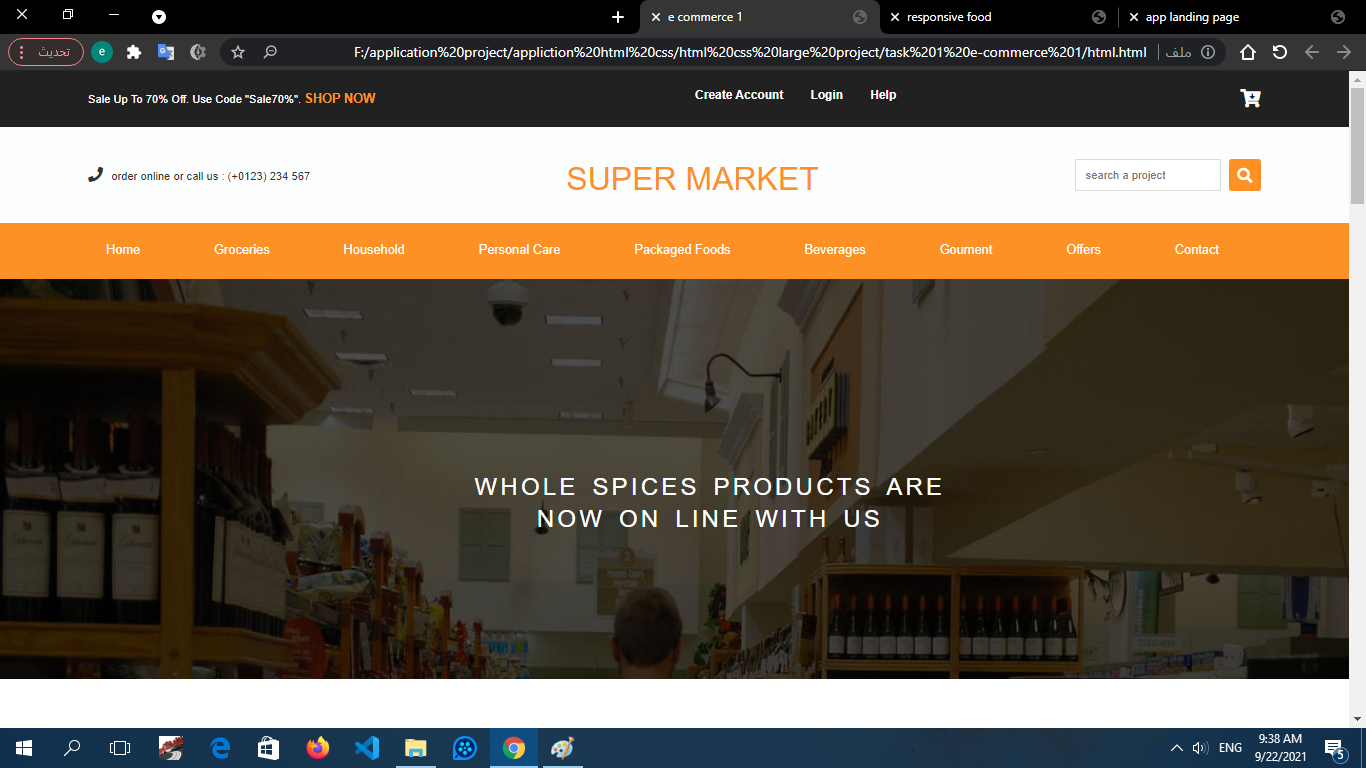 e commerce 1
responsive food
app landing page
تحديث
e
F:/application%20project/appliction%20html%20css/html%20css%20large%20project/task%201%20e-commerce%201/html.html
ملف
Sale Up To 70% Off. Use Code "Sale70%". SHOP NOW
Create Account Login Help
order online or call us : (+0123) 234 567
SUPER MARKET
search a project
Home Groceries Household Personal Care Packaged Foods Beverages Goument Offers Contact
WHOLE SPICES PRODUCTS ARE
NOW ON LINE WITH US
ENG
9:38 AM
9/22/2021
5